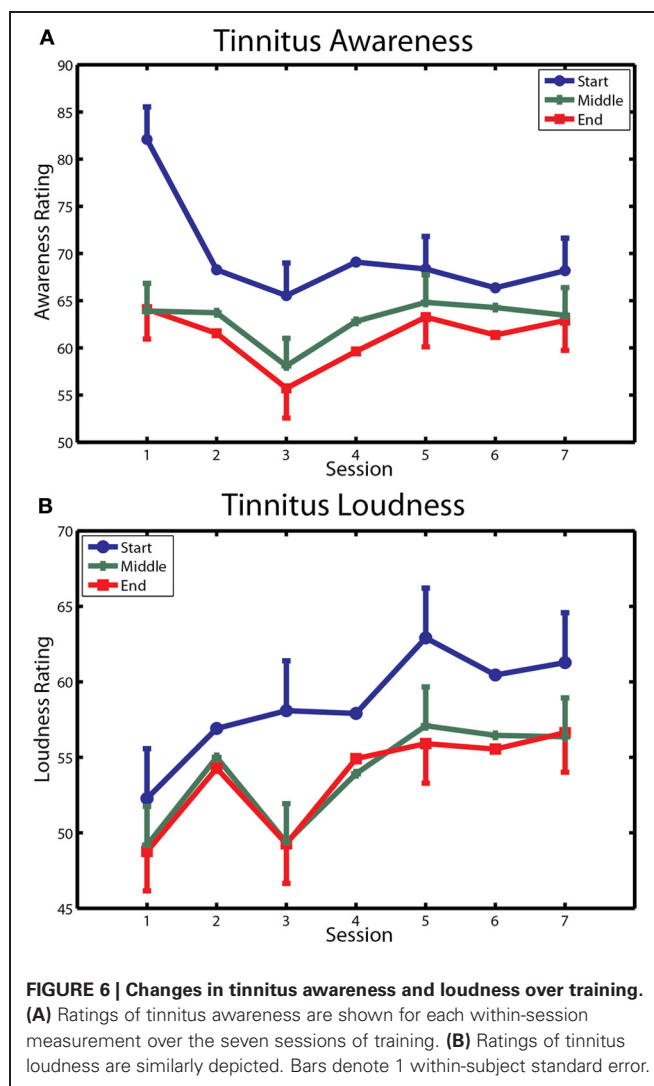 A
Tinnitus Awareness
90
85
80
75
70
65
60
55
50
Awareness Rating
Start
Middle
End
1 2 3 4 5 6 7
Session
B
Tinnitus Loudness
70
65
60
55
50
45
Loudness Rating
Start
Middle
End
1 2 3 4 5 6 7
Session
FIGURE 6 | Changes in tinnitus awareness and loudness over training.
(A) Ratings of tinnitus awareness are shown for each within-session
measurement over the seven sessions of training. (B) Ratings of tinnitus
loudness are similarly depicted. Bars denote 1 within-subject standard error.